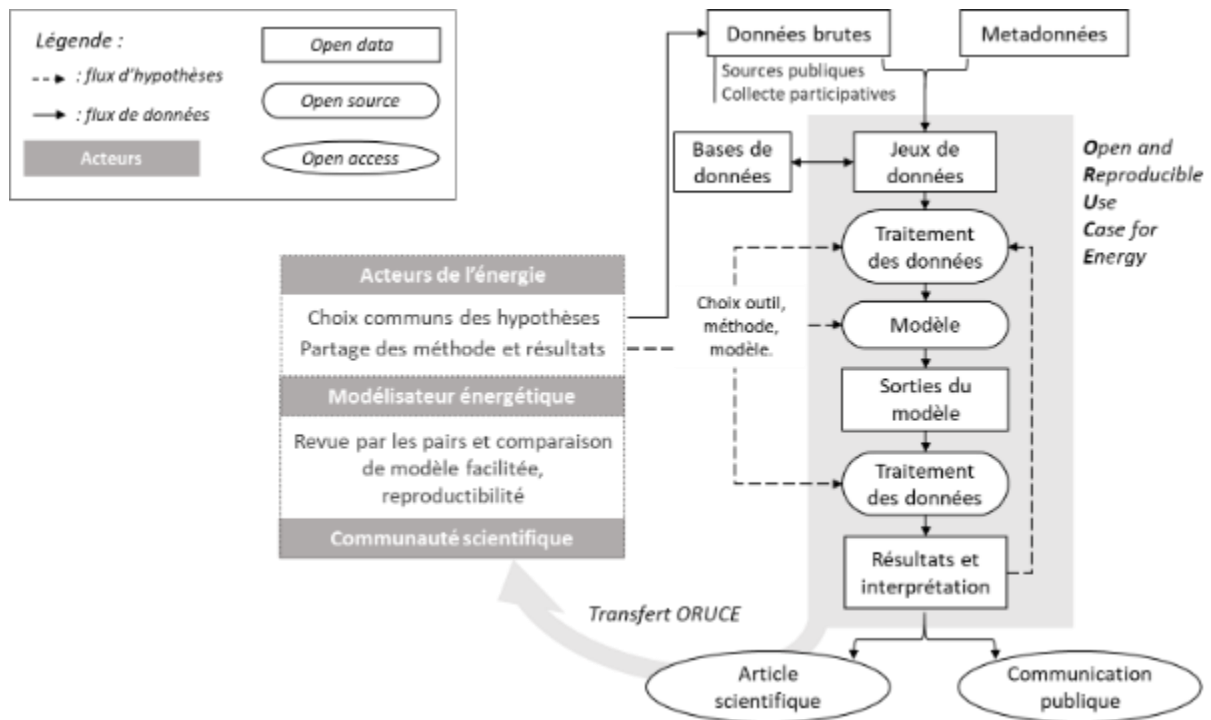 Légende :
: flux d'hypothèses
: flux de données
Acteurs
Open data
Open source
Open access
Données brutes
Metadonnées
Sources publiques
Collecte participatives
Bases de
données
Jeux de
données
Open and
Reproducible
Use
Case for
Energy
Traitement
des données
Acteurs de l'énergie
Choix communs des hypothèses
Partage des méthode et résultats
Choix outil,
méthode,
modèle.
Modèle
Modélisateur énergétique
Sorties du
modèle
Revue par les pairs et comparaison
de modèle facilitée,
reproductibilité
Traitement
des données
Communauté scientifique
Résultats et
interprétation
Transfert ORUCE
Article
scientifique
Communication
publique